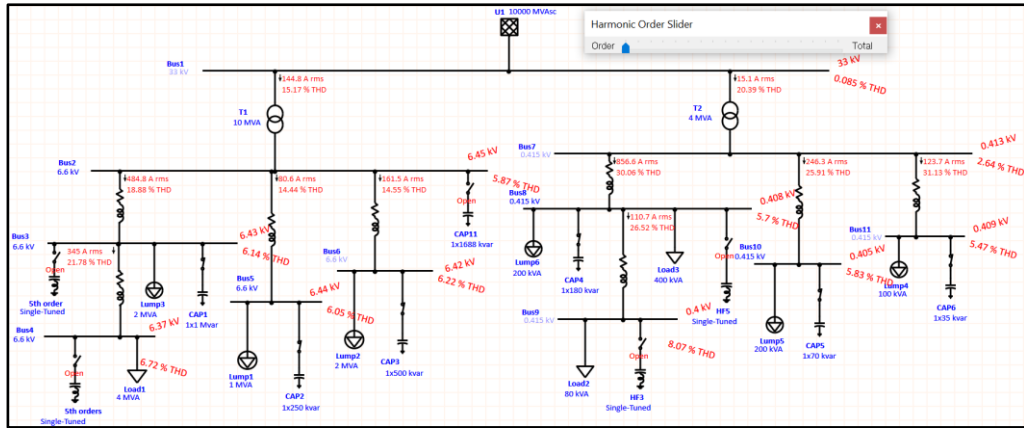 U1 10000 MVAsc
Harmonic Order Slider
×
Order
Total
Bus1
33 kV
33 kV
0.085 % THD
144.8 A rms
15.17 % THD
15.1 A rms
20.39 % THD
T1
10 MVA
T2
4 MVA
Bus2
6.6 kV
6.45 kV
5.87 % THD
Bus7
0.415 kV
0.413 kV
2.64 % THD
484.8 A rms
18.88 % THD
80.6 A rms
14.44 % THD
161.5 A rms
14.55 % THD
Open
CAP11
1x1688 kvar
856.6 A rms
30.06 % THD
246.3 A rms
25.91 % THD
123.7 A rms
31.13 % THD
Bus3
6.6 kV
6.43 kV
6.14 % THD
Bus8
0.415 kV
0.408 kV
5.7 % THD
345 A rms
21.78 % THD
Open
5th order
Single-Tuned
Lump3
2 MVA
CAP1
1x1 Mvar
Bus6
6.6 kV
6.42 kV
6.22 % THD
110.7 A rms
26.52 % THD
Lump6
200 kVA
CAP4
1x180 kvar
Load3
400 kVA
Open
HF5
Single-Tuned
Bus10
0.415 kV
0.405 kV
5.83 % THD
Bus11
0.415 kV
0.409 kV
5.47 % THD
Lump4
100 kVA
CAP6
1x35 kvar
Bus5
6.6 kV
6.44 kV
6.05 % THD
Bus4
6.6 kV
6.37 kV
6.72 % THD
Open
5th orders
Single-Tuned
Load1
4 MVA
Lump1
1 MVA
CAP2
1x250 kvar
Lump2
2 MVA
CAP3
1x500 kvar
Bus9
0.415 kV
0.4 kV
8.07 % THD
Load2
80 kVA
Open
HF3
Single-Tuned
Lump5
200 kVA
CAP5
1x70 kvar